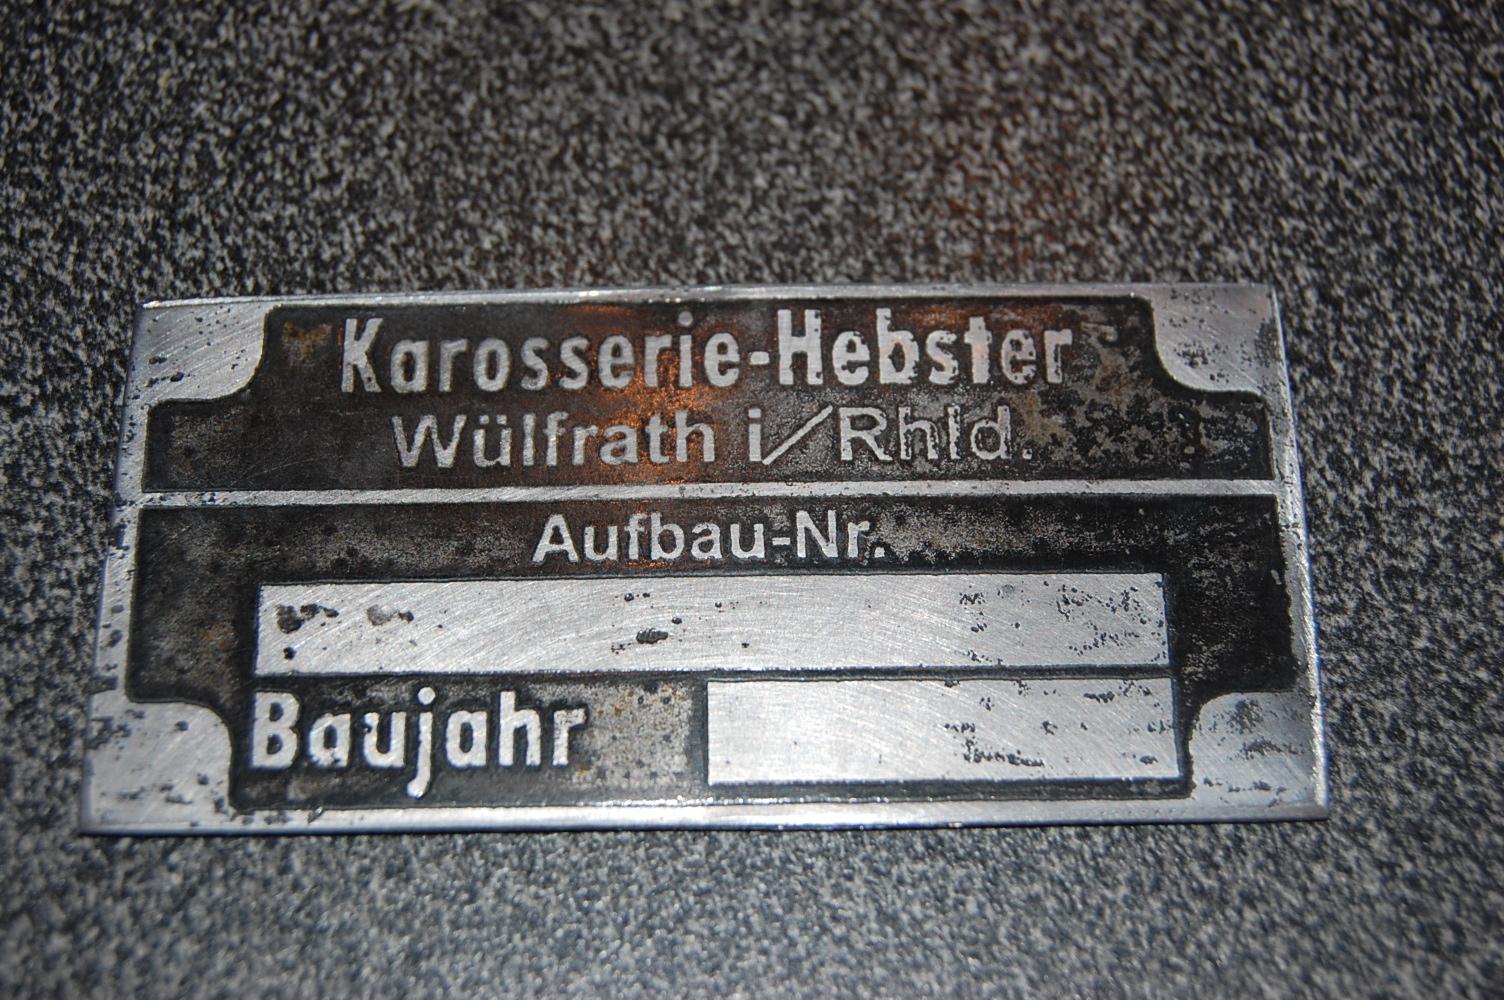 Karosserie-Hebster
Wülfrath i/Rhld.
Aufbau-Nr.
Baujahr